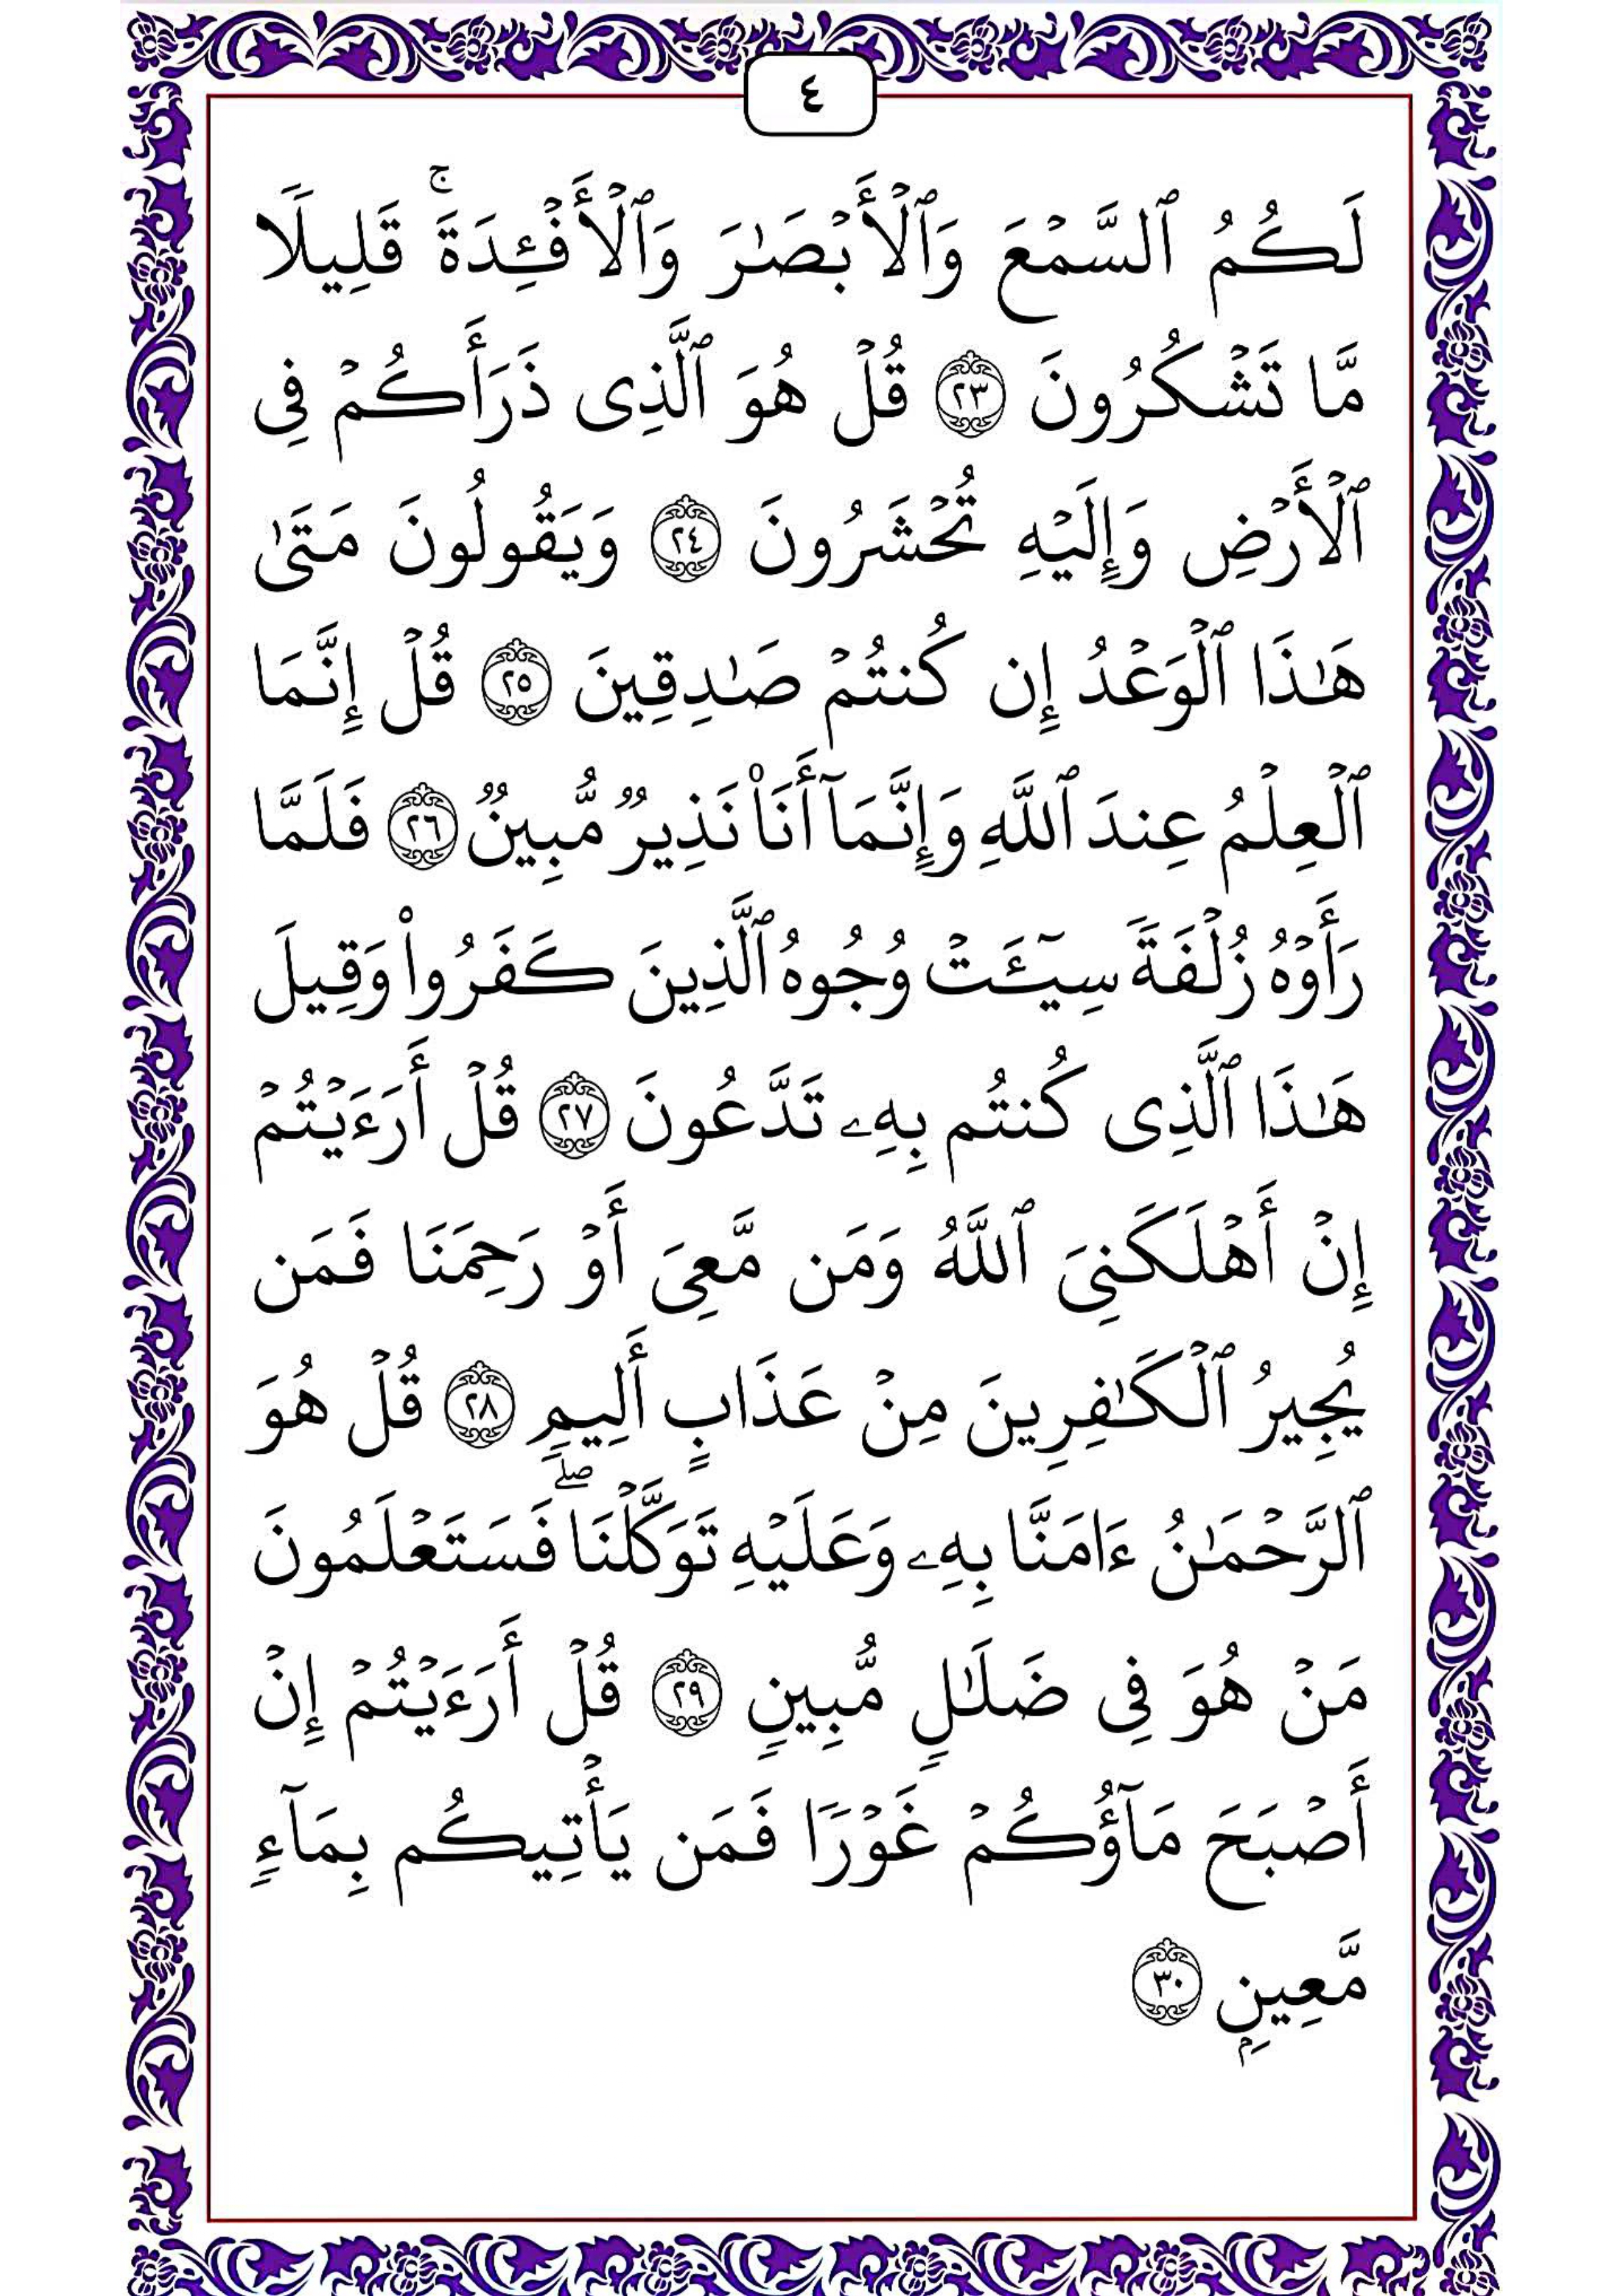 ٤
لَكُمُ ٱلسَّمۡعَ وَٱلۡأَبۡصَٰرَ وَٱلۡأَفۡـِٔدَةَۚ قَلِيلٗا
مَّا تَشۡكُرُونَ ٢٣ قُلۡ هُوَ ٱلَّذِى ذَرَأَكُمۡ فِى
ٱلۡأَرۡضِ وَإِلَيۡهِ تُحۡشَرُونَ ٢٤ وَيَقُولُونَ مَتَىٰ
هَٰذَا ٱلۡوَعۡدُ إِن كُنتُمۡ صَٰدِقِينَ ٢٥ قُلۡ إِنَّمَا
ٱلۡعِلۡمُ عِندَ ٱللَّهِ وَإِنَّمَآ أَنَا۠ نَذِيرٞ مُّبِينٞ ٢٦ فَلَمَّا
رَأَوۡهُ زُلۡفَةٗ سِيٓـَٔتۡ وُجُوهُ ٱلَّذِينَ كَفَرُواْ وَقِيلَ
هَٰذَا ٱلَّذِى كُنتُم بِهِۦ تَدَّعُونَ ٢٧ قُلۡ أَرَءَيۡتُمۡ
إِنۡ أَهۡلَكَنِىَ ٱللَّهُ وَمَن مَّعِىَ أَوۡ رَحِمَنَا فَمَن
يُجِيرُ ٱلۡكَٰفِرِينَ مِنۡ عَذَابٍ أَلِيمٖ ٢٨ قُلۡ هُوَ
ٱلرَّحۡمَٰنُ ءَامَنَّا بِهِۦ وَعَلَيۡهِ تَوَكَّلۡنَاۖ فَسَتَعۡلَمُونَ
مَنۡ هُوَ فِى ضَلَٰلٖ مُّبِينٖ ٢٩ قُلۡ أَرَءَيۡتُمۡ إِنۡ
أَصۡبَحَ مَآؤُكُمۡ غَوۡرٗا فَمَن يَأۡتِيكُم بِمَآءٖ
مَّعِينِۭ ٣٠